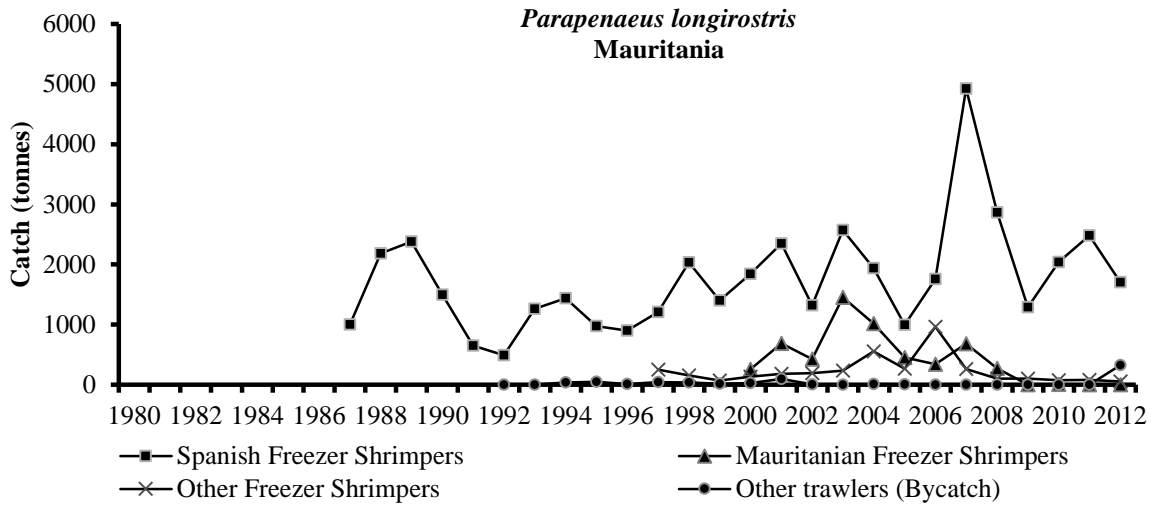 Parapenaeus longirostris
Mauritania
Catch (tonnes)
6000
5000
4000
3000
2000
1000
0
1980 1982 1984 1986 1988 1990 1992 1994 1996 1998 2000 2002 2004 2006 2008 2010 2012
Spanish Freezer Shrimpers
Mauritanian Freezer Shrimpers
Other Freezer Shrimpers
Other trawlers (Bycatch)